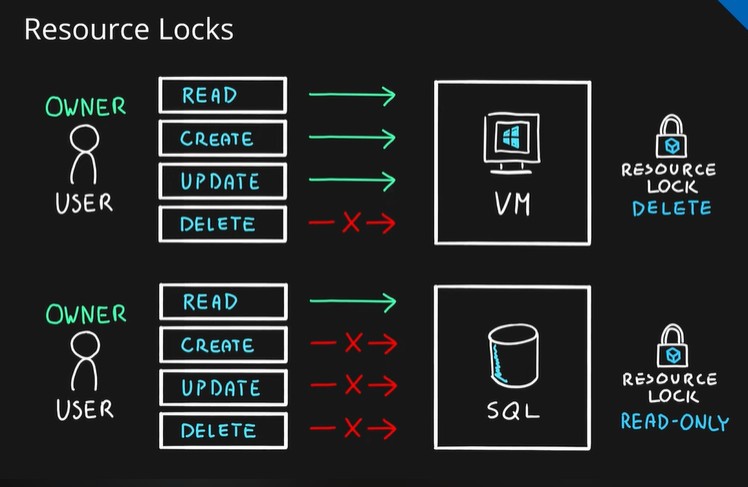 Resource Locks
OWNER
USER
READ
CREATE
UPDATE
DELETE
X
VM
RESOURCE
LOCK
DELETE
OWNER
USER
READ
CREATE
UPDATE
DELETE
X
X
X
SQL
RESOURCE
LOCK
READ-ONLY